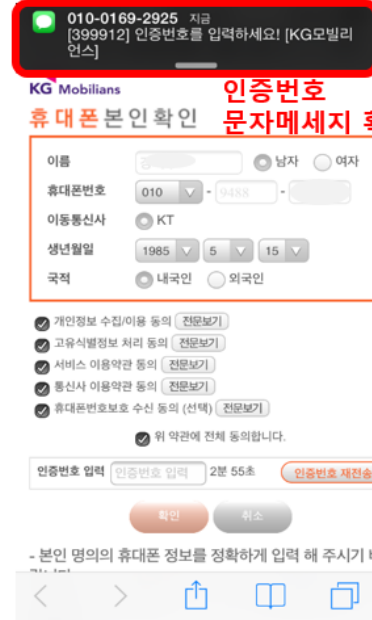 010-0169-2925 지금
[399912] 인증번호를 입력하세요! [KG모빌리
언스]
KG Mobilians
인증번호
휴대폰본인확인
문자메세지
이름 남자 여자
휴대폰번호 010 - 9488 -
이동통신사 KT
생년월일 1985 5 15
국적 내국인 외국인
개인정보 수집/이용 동의 전문보기
고유식별정보 처리 동의 전문보기
서비스 이용약관 동의 전문보기
통신사 이용약관 동의 전문보기
휴대폰번호보호 수신 동의 (선택) 전문보기
위 약관에 전체 동의합니다.
인증번호 입력 인증번호 입력 2분 55초 인증번호 재전송
확인 취소
- 본인 명의의 휴대폰 정보를 정확하게 입력 해 주시기